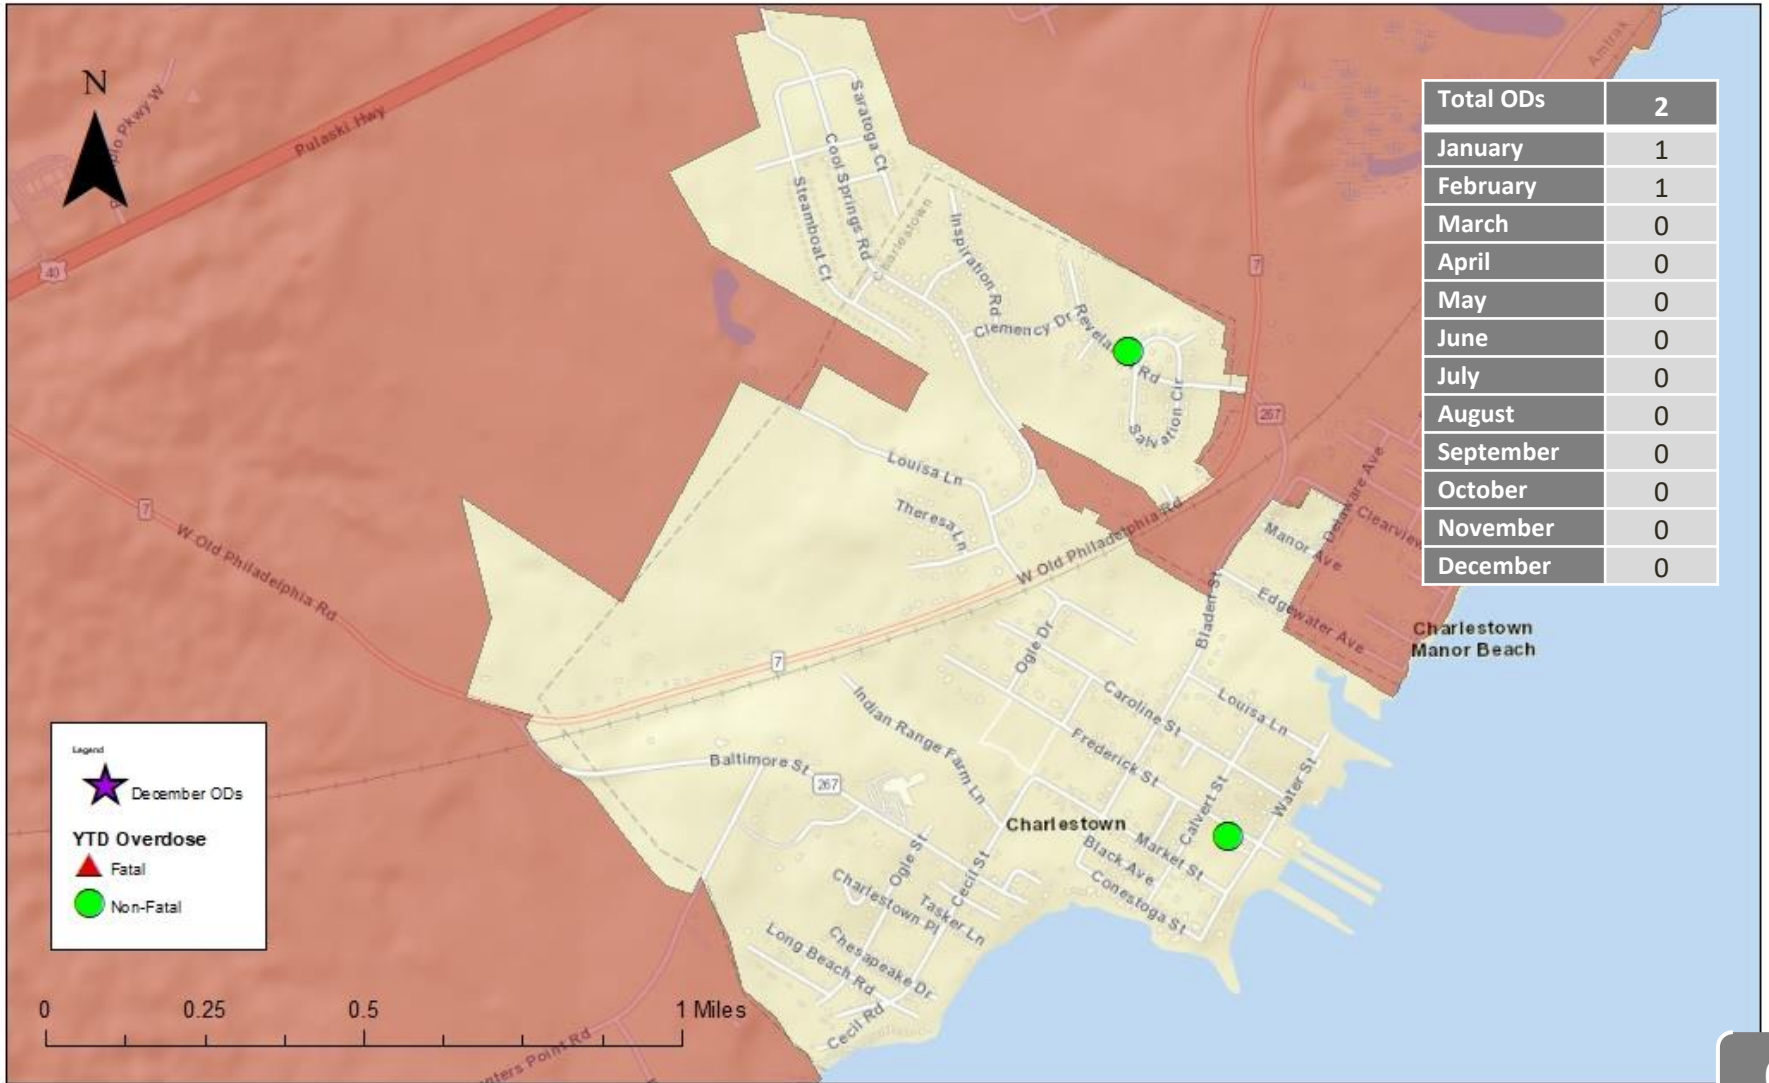 N
Pulaski Hwy
Amtrak
40
Saratoga Ct
Cool Springs Rd
Steamboat Ct
Charlestown
Inspiration Rd
Clemency Dr
Rd
Salvation Cir
7
267
Louisa Ln
Theresa Ln
W Old Philadelphia Rd
7
W Old Philadelphia Rd
7
Manor Ave
Delaware Ave
Clearview
Edgewater Ave
Bladen St
Charlestown
Manor Beach
Ogle Dr
Caroline St
Louisa Ln
Frederick St
Indian Range Farm Ln
Baltimore St
267
Water St
Calvert St
Charlestown
Market St
Black Ave
Conestoga St
Ogle St
Cecil St
Charlestown Pl
Tasker Ln
Chesapeake Dr
Long Beach Rd
Cecil Rd
Total ODs 2
January 1
February 1
March 0
April 0
May 0
June 0
July 0
August 0
September 0
October 0
November 0
December 0
Legend
December ODs
YTD Overdose
Fatal
Non-Fatal
0 0.25 0.5 1 Miles